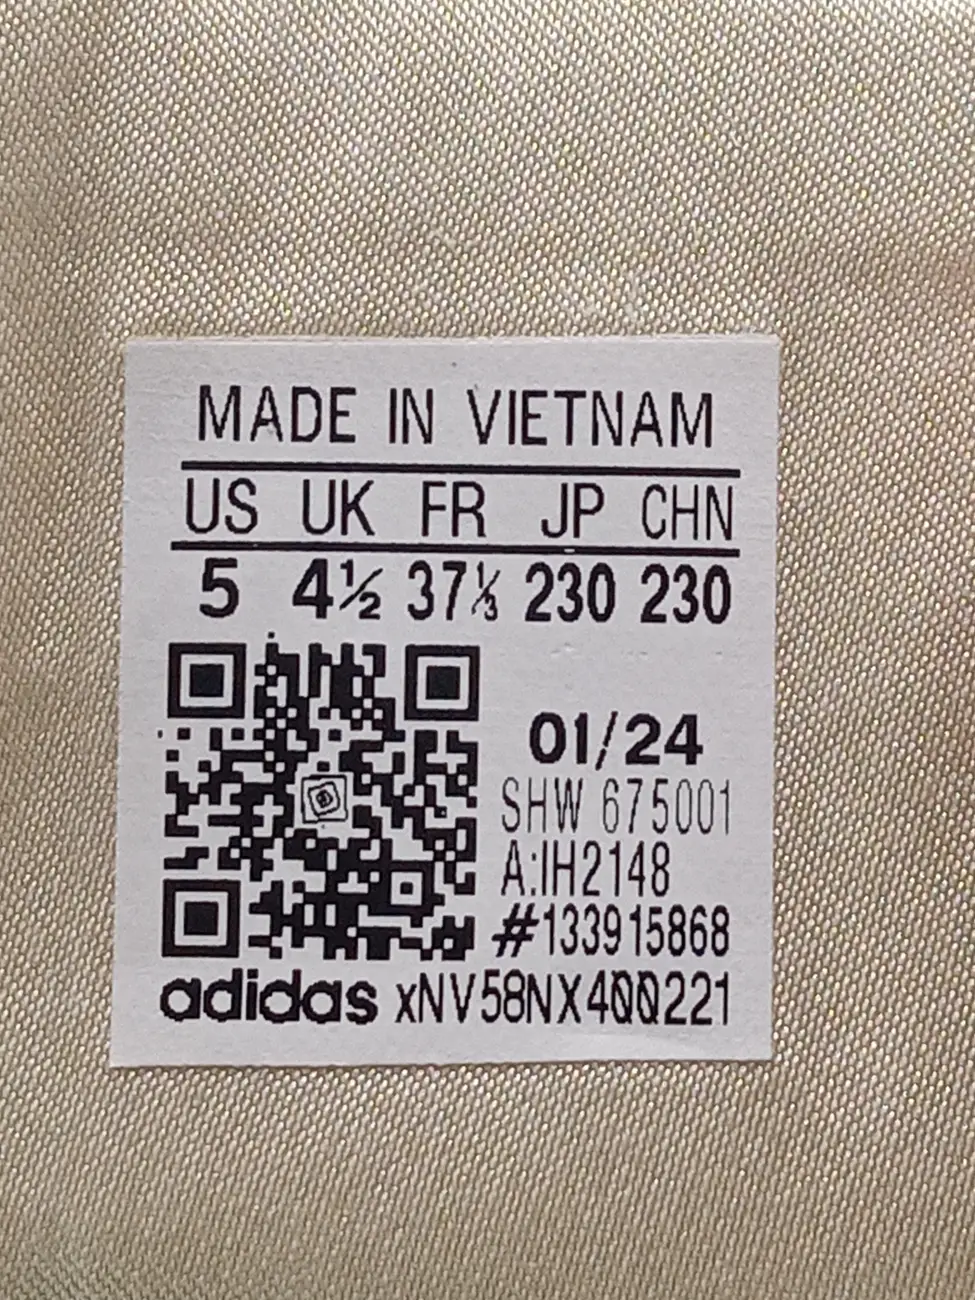 MADE IN VIETNAM
US UK FR JP CHN
5 4½ 37⅓ 230 230
01/24
SHW 675001
A:IH2148
#133915868
adidas xNV58NX400221